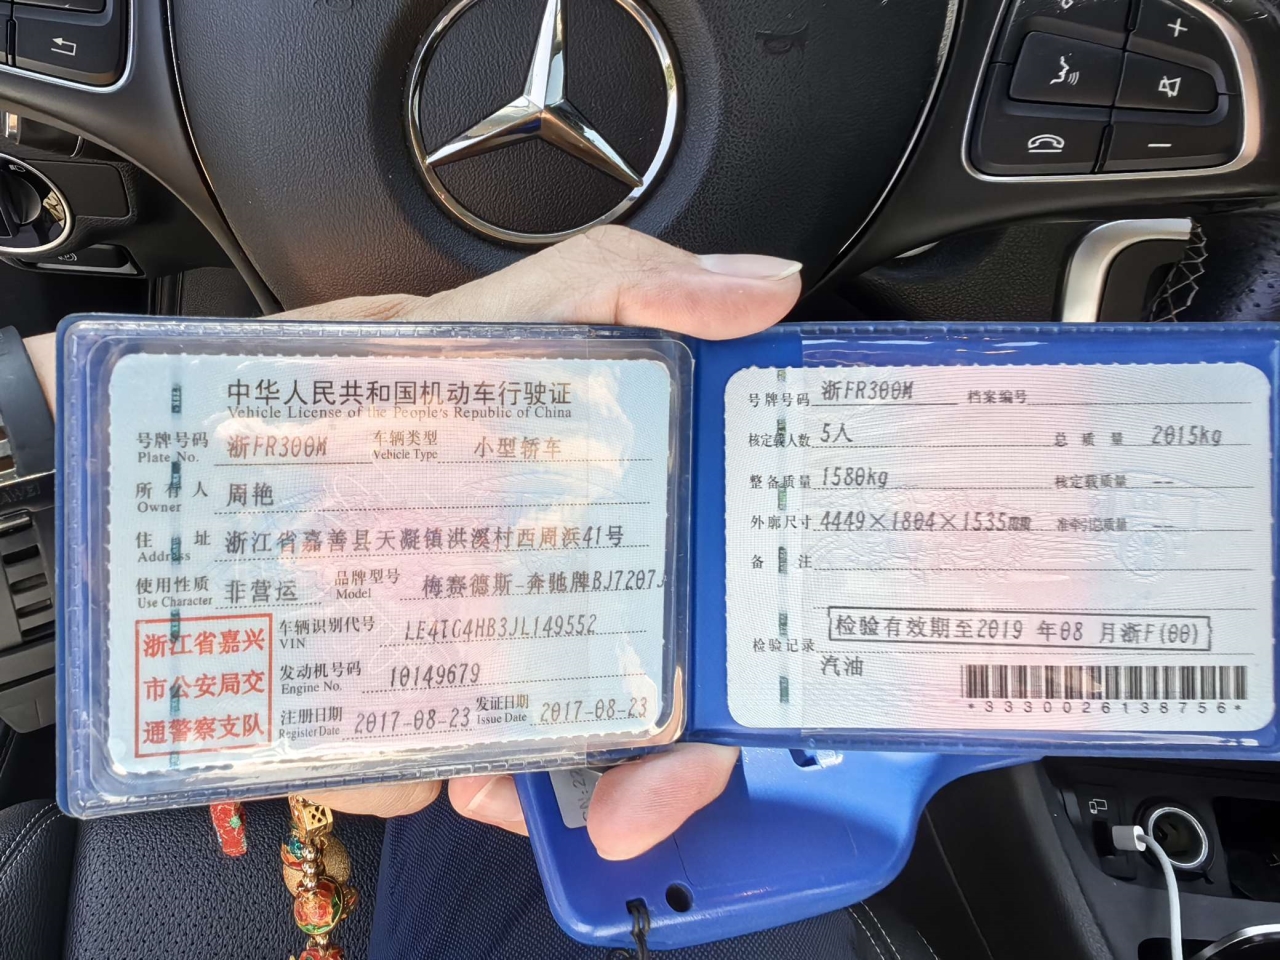 中华人民共和国机动车行驶证
Vehicle License of the People's Republic of China
号牌号码 浙FR300M 车辆类型 小型轿车
Plate No. Vehicle Type
所有人 周艳
Owner
住址 浙江省嘉善县天凝镇洪溪村西周浜41号
Address
使用性质 非营运 品牌型号 梅赛德斯-奔驰牌BJ7207J
Use Character Model
浙江省嘉兴
市公安局交
通警察支队
车辆识别代号 LE4TG4HB3JL149552
VIN
发动机号码 10149679
Engine No.
注册日期 2017-08-23 发证日期 2017-08-23
Register Date Issue Date
号牌号码 浙FR300M 档案编号
核定载人数 5人 总质量 2015kg
整备质量 1580kg 核定载质量 --
外廓尺寸 4449×1804×1535mm 准牵引总质量 --
备注
检验记录 检验有效期至2019年08月浙F(00)
汽油
*3330026138756*